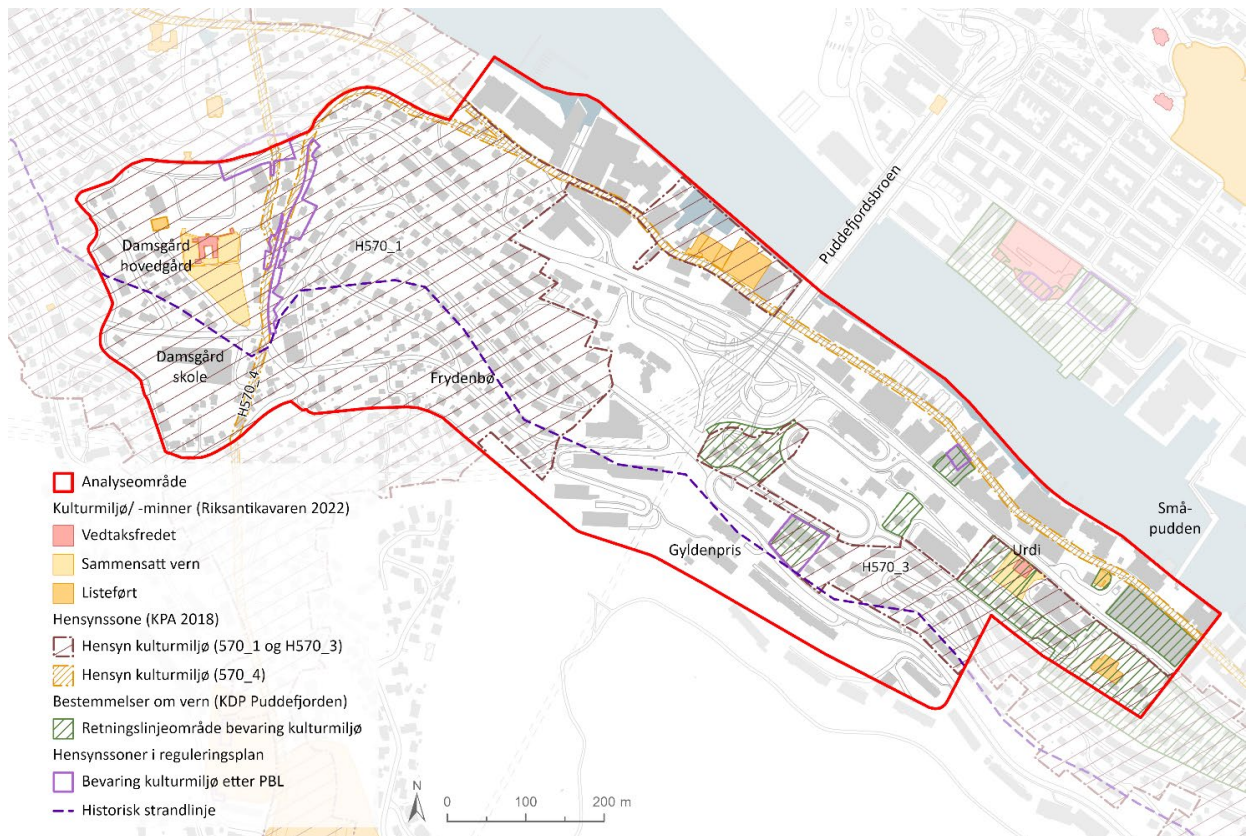 Puddefjordsbroen
H570_1
Damsgård
hovedgård
Damsgård
skole
H570_4
Frydenbø
Gyldenpris
H570_3
Urdi
Små-
pudden
Analyseområde
Kulturmiljø/ -minner (Riksantikavaren 2022)
Vedtaksfredet
Sammensatt vern
Listeført
Hensynssone (KPA 2018)
Hensyn kulturmiljø (570_1 og H570_3)
Hensyn kulturmiljø (570_4)
Bestemmelser om vern (KDP Puddefjorden)
Retningslinjeområde bevaring kulturmiljø
Hensynssoner i reguleringsplan
Bevaring kulturmiljø etter PBL
Historisk strandlinje
N
0 100 200 m